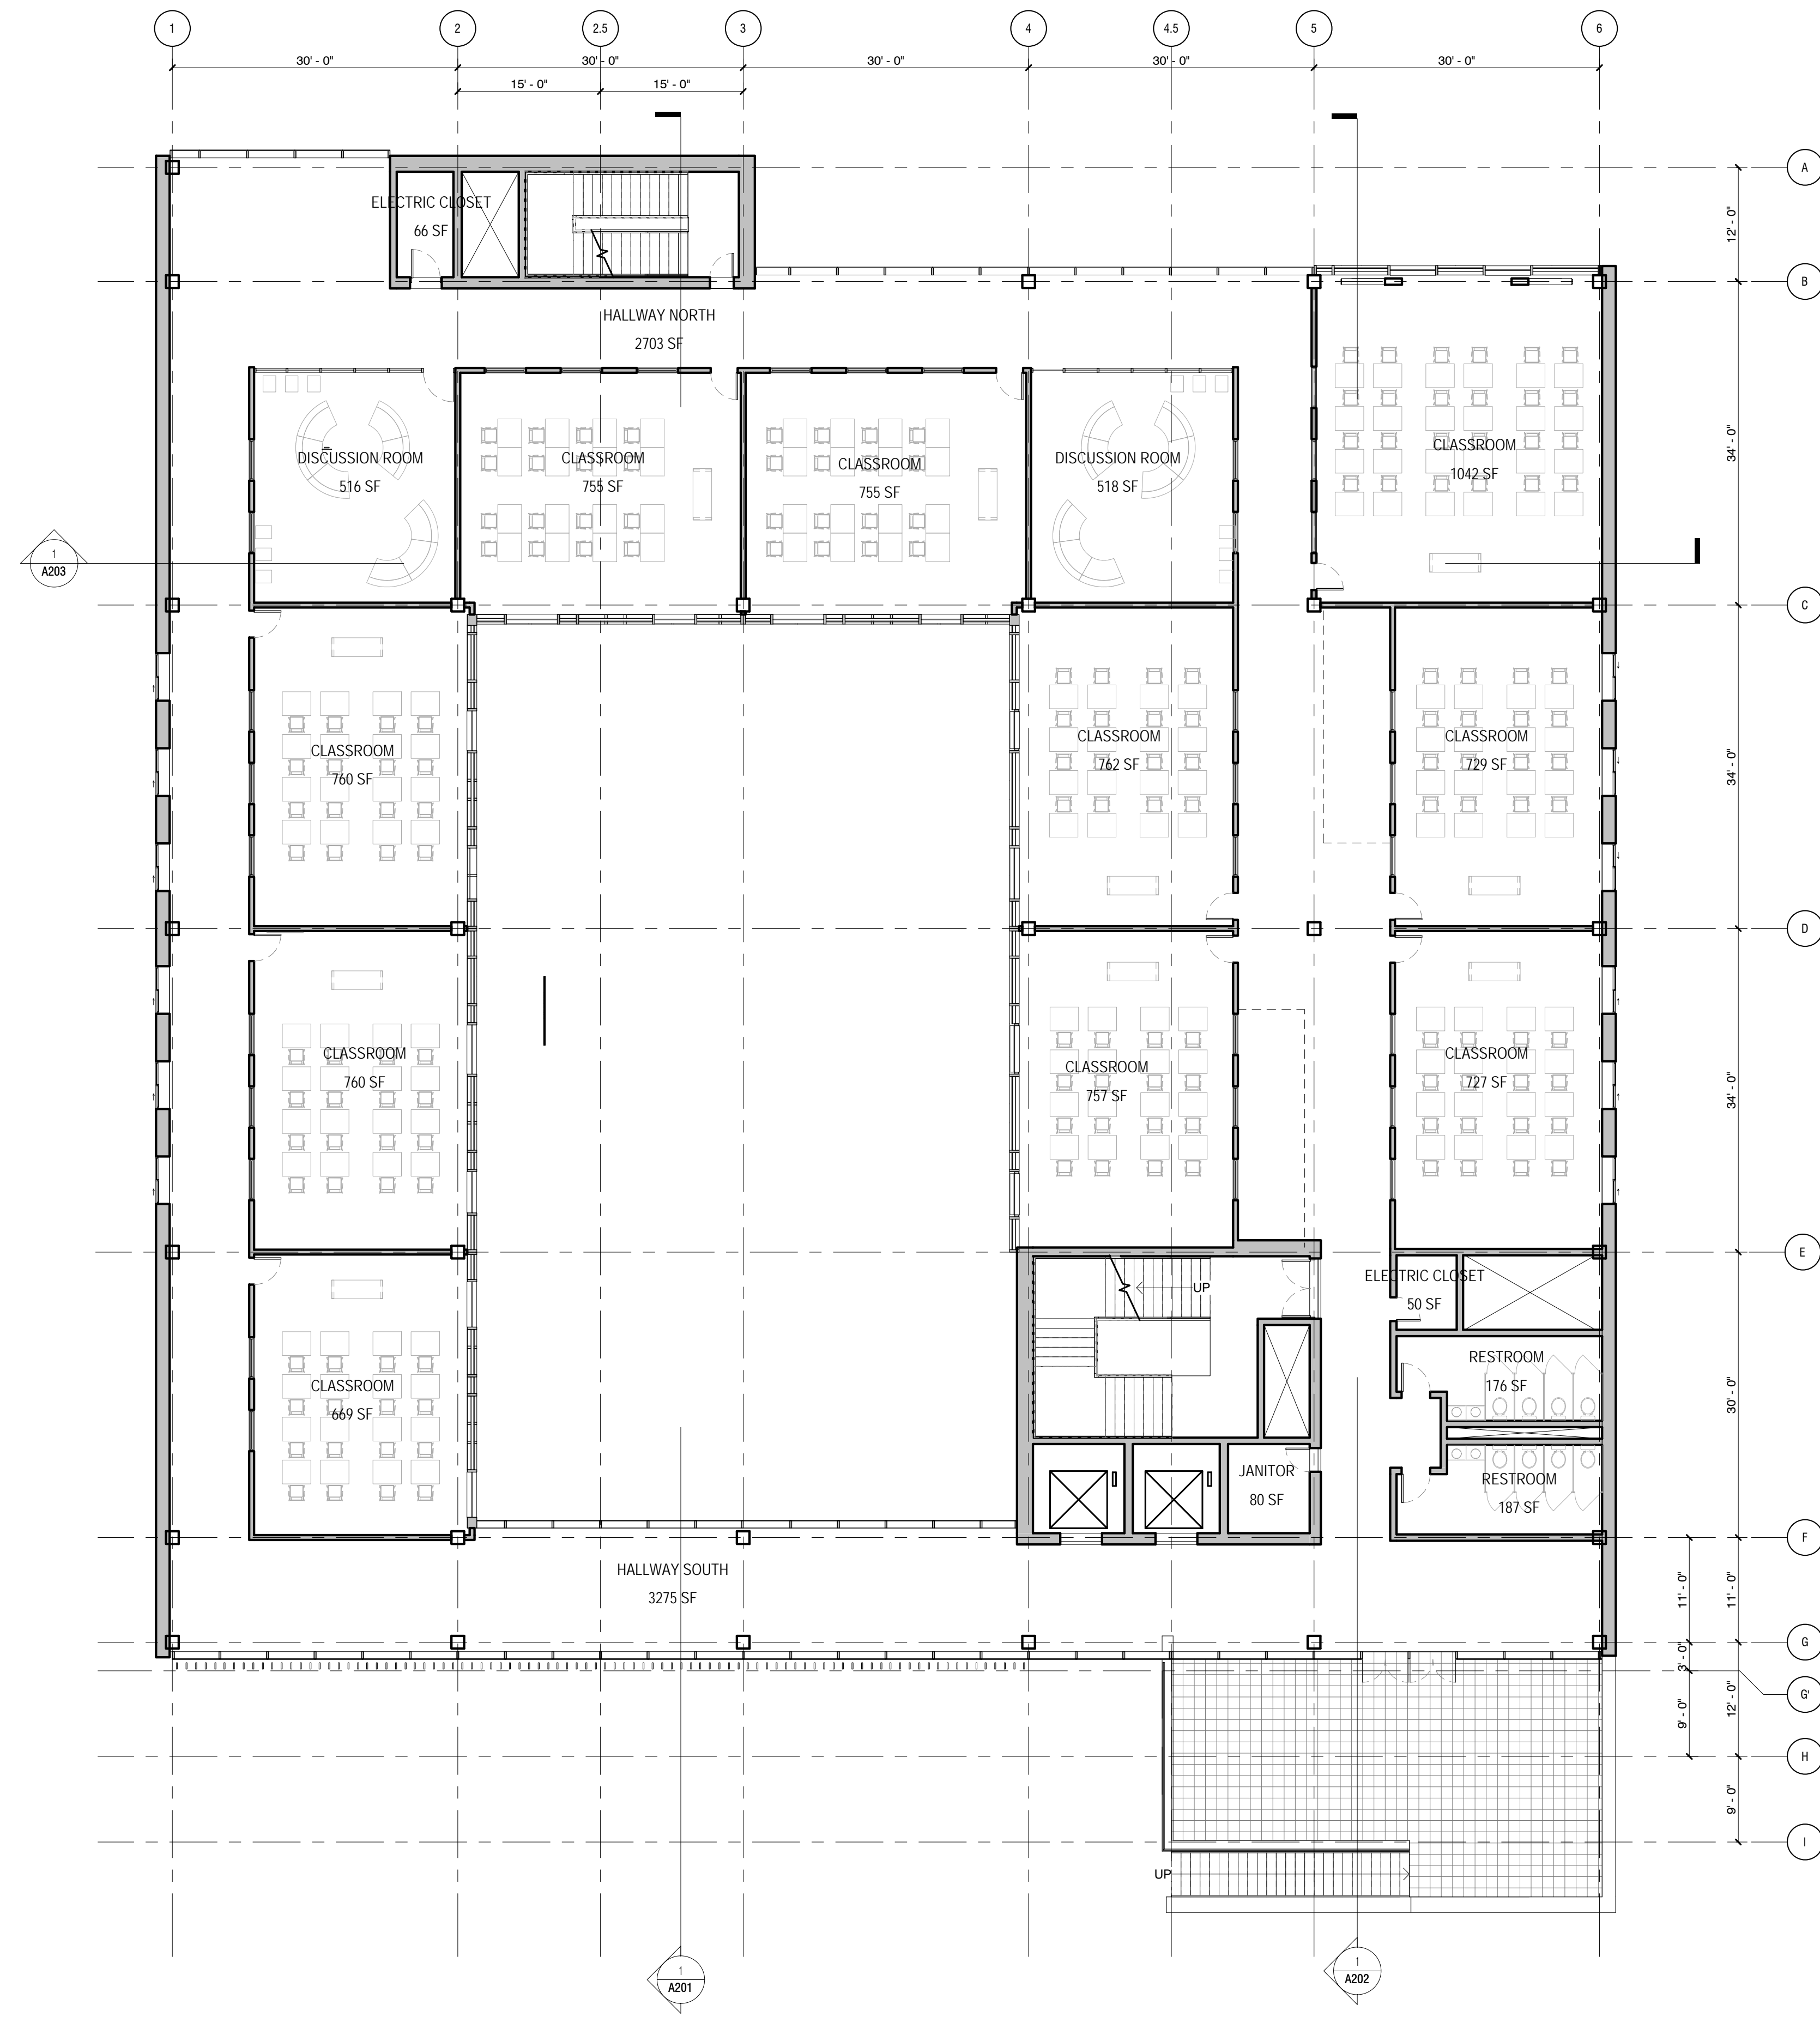 1 2 2.5 3 4 4.5 5 6
30' - 0" 30' - 0" 30' - 0" 30' - 0" 30' - 0"
15' - 0" 15' - 0"
A
ELECTRIC CLOSET
66 SF
12' - 0"
B
HALLWAY NORTH
2703 SF
DISCUSSION ROOM
516 SF
CLASSROOM
755 SF
CLASSROOM
755 SF
DISCUSSION ROOM
518 SF
CLASSROOM
1042 SF
34' - 0"
1
A203
C
CLASSROOM
760 SF
CLASSROOM
762 SF
CLASSROOM
729 SF
34' - 0"
D
CLASSROOM
760 SF
CLASSROOM
757 SF
CLASSROOM
727 SF
34' - 0"
E
UP
ELECTRIC CLOSET
50 SF
CLASSROOM
669 SF
RESTROOM
176 SF
30' - 0"
JANITOR
80 SF
RESTROOM
187 SF
F
HALLWAY SOUTH
3275 SF
11' - 0" 11' - 0"
G
3' - 0"
G'
9' - 0" 12' - 0"
H
9' - 0"
I
UP
1
A201
1
A202